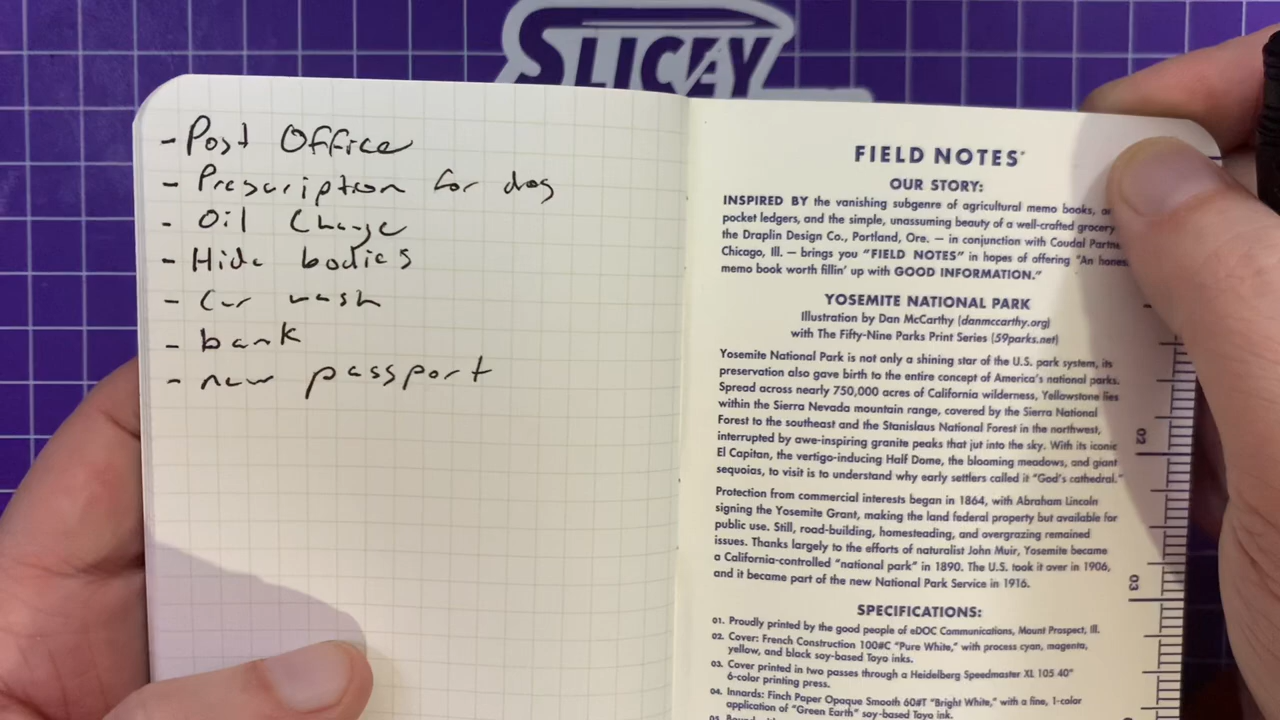 SLICEY
- Post Office
- Prescription for dog
- Oil Change
- Hide bodies
- Car wash
- bank
- new passport
FIELD NOTES
OUR STORY:
INSPIRED BY the vanishing subgenre of agricultural memo books,
pocket ledgers, and the simple, unassuming beauty of a well-crafted grocery
the Draplin Design Co., Portland, Ore. — in conjunction with Coudal
Chicago, Ill. — brings you "FIELD NOTES" in hopes of offering "An
memo book worth fillin' up with GOOD INFORMATION."
YOSEMITE NATIONAL PARK
Illustration by Dan McCarthy (danmccarthy.org)
with The Fifty-Nine Parks Print Series (59parks.net)
Yosemite National Park is not only a shining star of the U.S. park system, its
preservation also gave birth to the entire concept of America's national parks.
Spread across nearly 750,000 acres of California wilderness, Yellowstone lies
within the Sierra Nevada mountain range, covered by the Sierra National
Forest to the southeast and the Stanislaus National Forest in the northwest,
interrupted by awe-inspiring granite peaks that jut into the sky. With its iconic
El Capitan, the vertigo-inducing Half Dome, the blooming meadows, and giant
sequoias, to visit is to understand why early settlers called it "God's cathedral."
Protection from commercial interests began in 1864, with Abraham Lincoln
signing the Yosemite Grant, making the land federal property but available for
public use. Still, road-building, homesteading, and overgrazing remained
issues. Thanks largely to the efforts of naturalist John Muir, Yosemite became
a California-controlled "national park" in 1890. The U.S. took it over in 1906,
and it became part of the new National Park Service in 1916.
SPECIFICATIONS:
01. Proudly printed by the good people of eDOC Communications, Mount Prospect, Ill.
02. Cover: French Construction 100#C "Pure White," with process cyan, magenta,
yellow, and black soy-based Toyo inks.
03. Cover printed in two passes through a Heidelberg Speedmaster XL 105 40"
6-color printing press.
04. Innards: Finch Paper Opaque Smooth 60#T "Bright White," with a fine, 1-color
application of "Green Earth" soy-based Toyo ink.
02
03